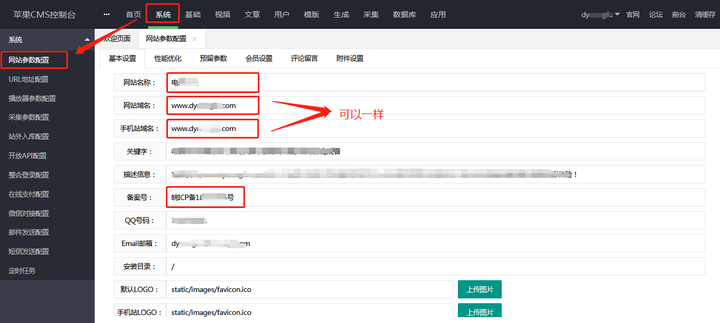 苹果CMS控制台 ··· 首页 系统 基础 视频 文章 用户 模版 生成 采集 数据库 应用 dy 官网 论坛 前台 清缓存
系统
欢迎页面 网站参数配置 ×
网站参数配置
基本设置 性能优化 预留参数 会员设置 评论留言 附件设置
URL地址配置
网站名称: 电
播放器参数配置
网站域名: www.dy .com
采集参数配置
可以一样
手机站域名: www.dy .com
站外入库配置
关键字:
开放API配置
描述信息: !
整合登录配置
备案号: 皖ICP备18 号
在线支付配置
QQ号码:
微信对接配置
Email邮箱: dy
邮件发送配置
短信发送配置
安装目录: /
定时任务
默认LOGO: static/images/favicon.ico 上传图片
手机站LOGO: static/images/favicon.ico 上传图片